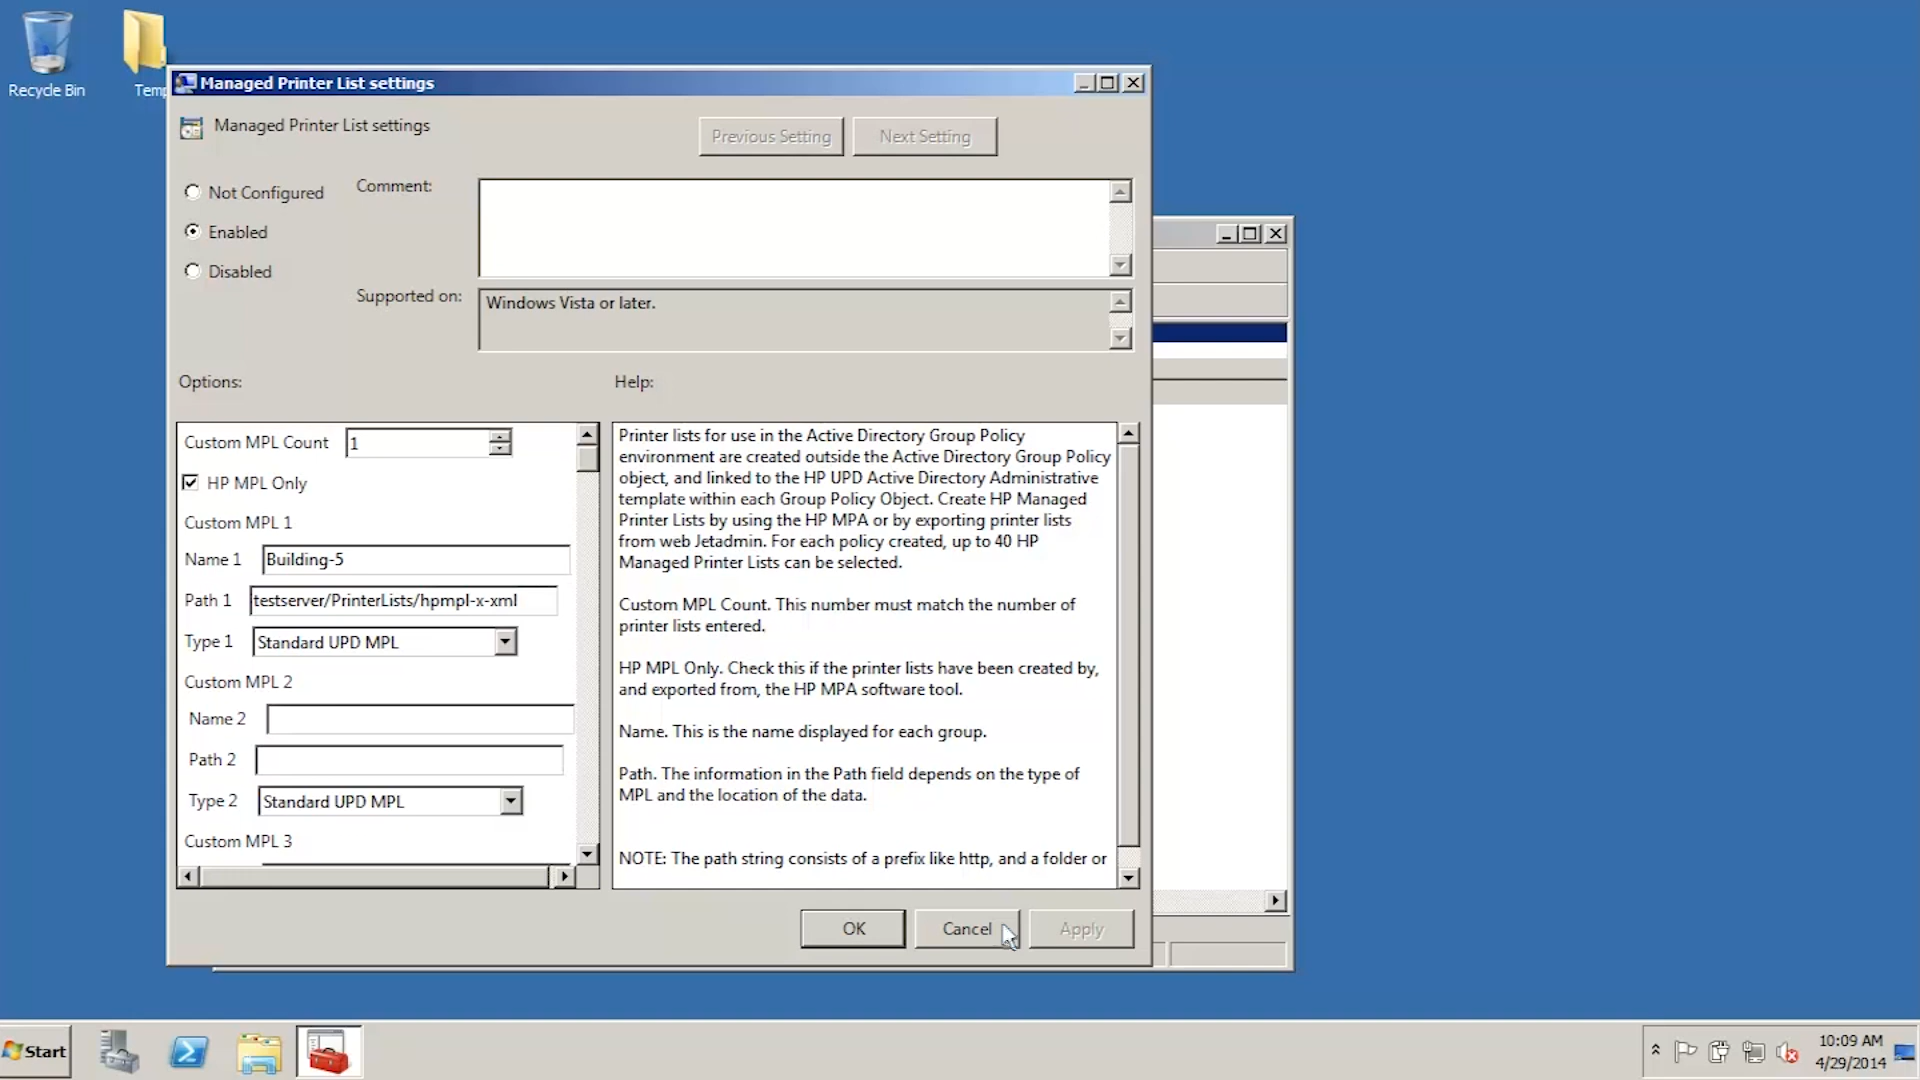 Recycle Bin
Temp
Managed Printer List settings
Managed Printer List settings
Previous Setting
Next Setting
Not Configured
Enabled
Disabled
Comment:
Supported on:
Windows Vista or later.
Options:
Help:
Custom MPL Count
1
HP MPL Only
Custom MPL 1
Name 1
Building-5
Path 1
testserver/PrinterLists/hpmpl-x-xml
Type 1
Standard UPD MPL
Custom MPL 2
Name 2
Path 2
Type 2
Standard UPD MPL
Custom MPL 3
Printer lists for use in the Active Directory Group Policy
environment are created outside the Active Directory Group Policy
object, and linked to the HP UPD Active Directory Administrative
template within each Group Policy Object. Create HP Managed
Printer Lists by using the HP MPA or by exporting printer lists
from web Jetadmin. For each policy created, up to 40 HP
Managed Printer Lists can be selected.
Custom MPL Count. This number must match the number of
printer lists entered.
HP MPL Only. Check this if the printer lists have been created by,
and exported from, the HP MPA software tool.
Name. This is the name displayed for each group.
Path. The information in the Path field depends on the type of
MPL and the location of the data.
NOTE: The path string consists of a prefix like http, and a folder or
OK
Cancel
Apply
Start
10:09 AM
4/29/2014